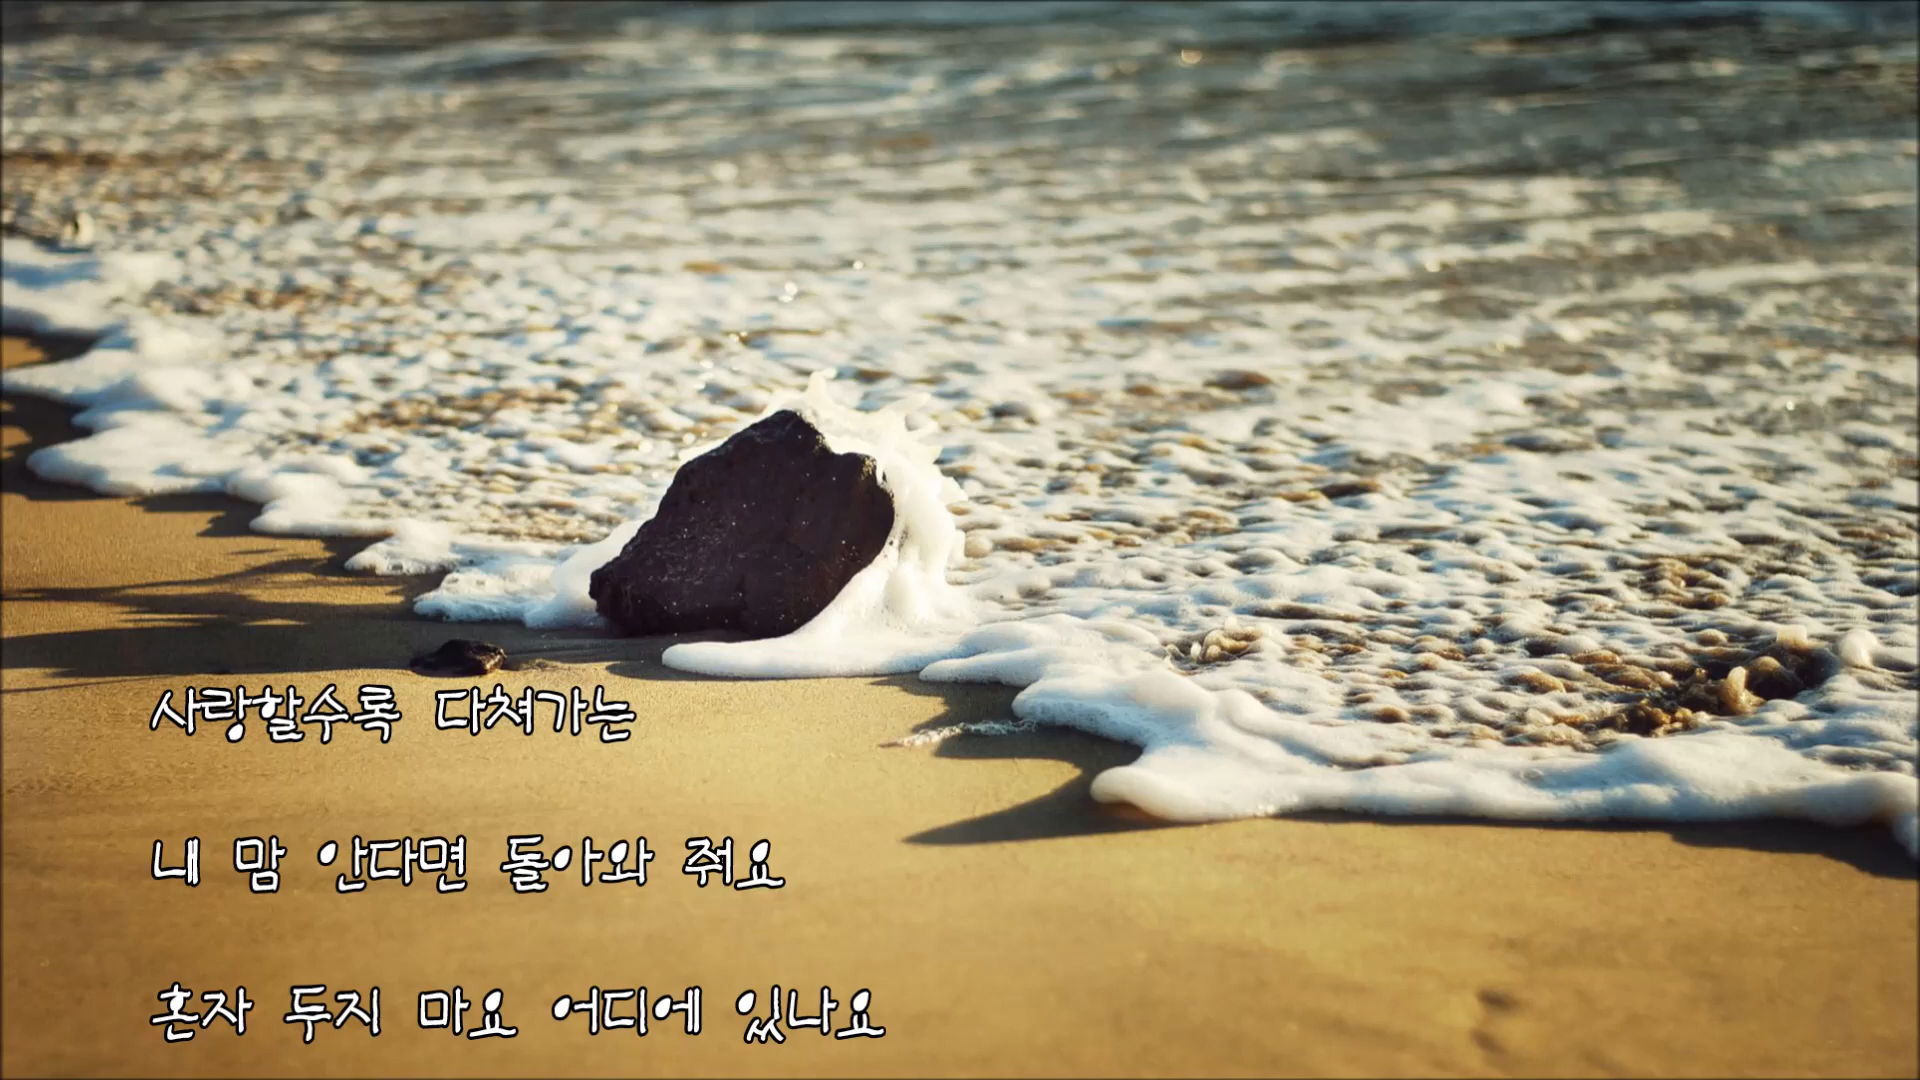 사랑할수록 다쳐가는
내 맘 안다면 돌아와 줘요
혼자 두지 마요 어디에 있나요